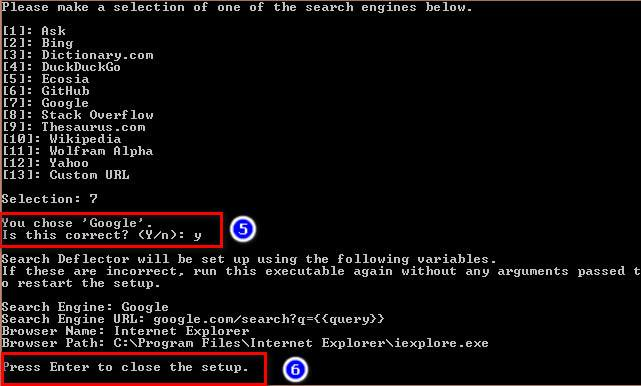 Please make a selection of one of the search engines below.
[1]: Ask
[2]: Bing
[3]: Dictionary.com
[4]: DuckDuckGo
[5]: Ecosia
[6]: GitHub
[7]: Google
[8]: Stack Overflow
[9]: Thesaurus.com
[10]: Wikipedia
[11]: Wolfram Alpha
[12]: Yahoo
[13]: Custom URL
Selection: 7
You chose 'Google'.
Is this correct? (Y/n): y
5
Search Deflector will be set up using the following variables.
If these are incorrect, run this executable again without any arguments passed t
o restart the setup.
Search Engine: Google
Search Engine URL: google.com/search?q={{query}}
Browser Name: Internet Explorer
Browser Path: C:\Program Files\Internet Explorer\iexplore.exe
Press Enter to close the setup.
6